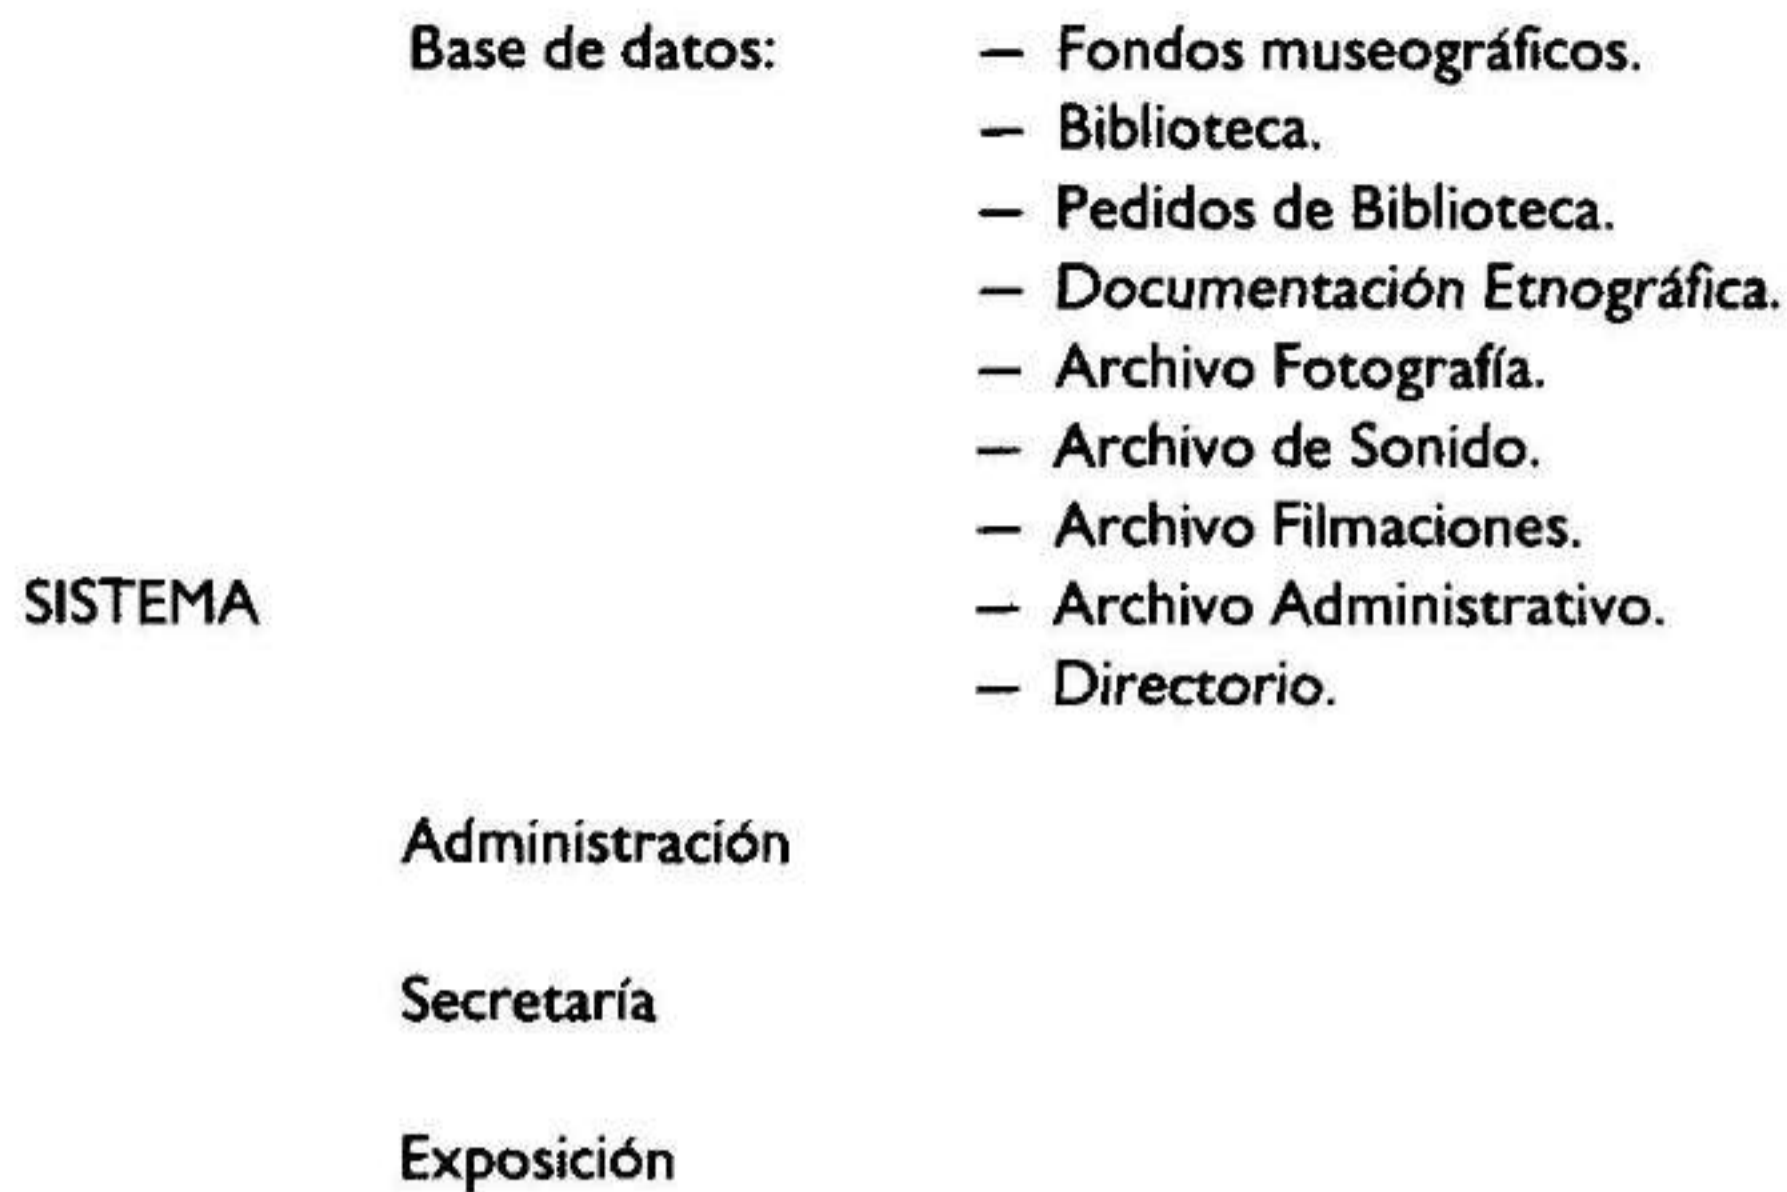 Base de datos: — Fondos museográficos.
— Biblioteca.
— Pedidos de Biblioteca.
— Documentación Etnográfica.
— Archivo Fotografía.
— Archivo de Sonido.
— Archivo Filmaciones.
SISTEMA — Archivo Administrativo.
— Directorio.
Administración
Secretaría
Exposición